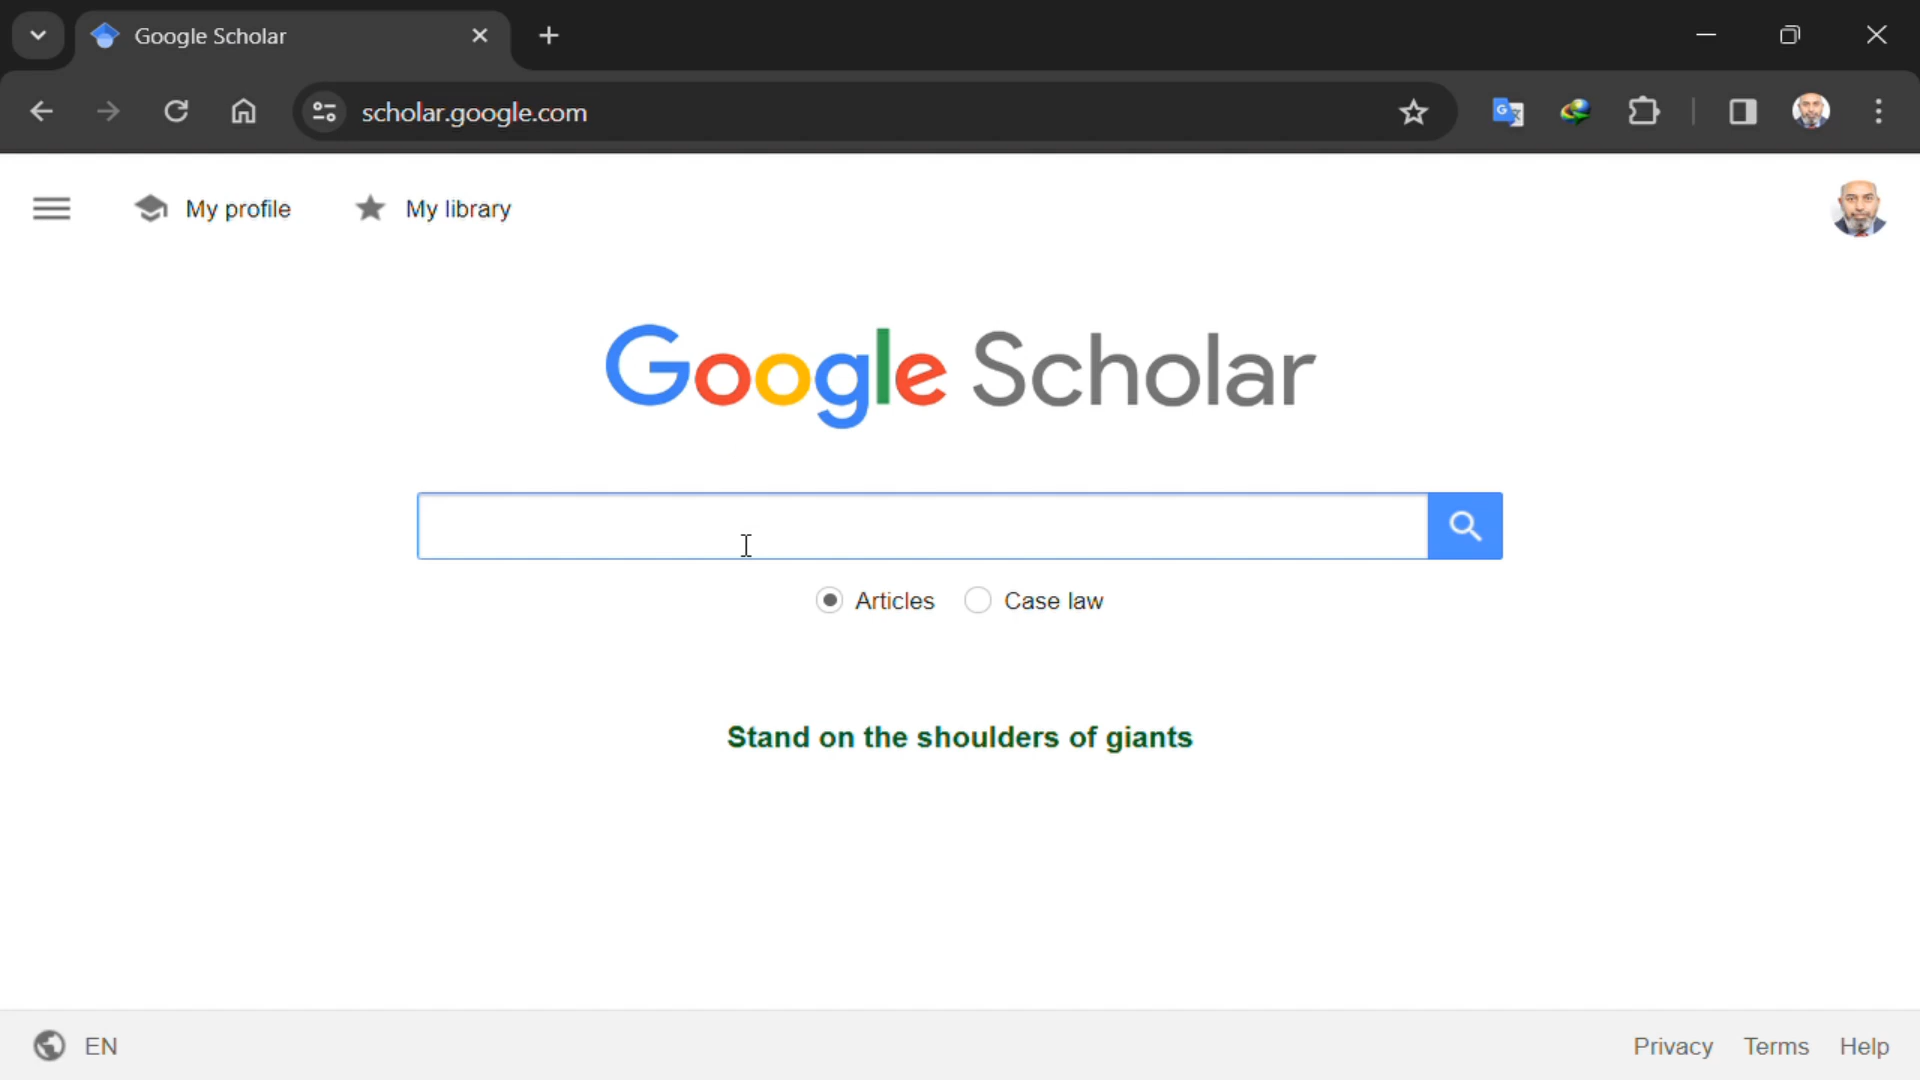 Google Scholar
scholar.google.com
My profile
My library
Google Scholar
Articles
Case law
Stand on the shoulders of giants
EN
Privacy
Terms
Help